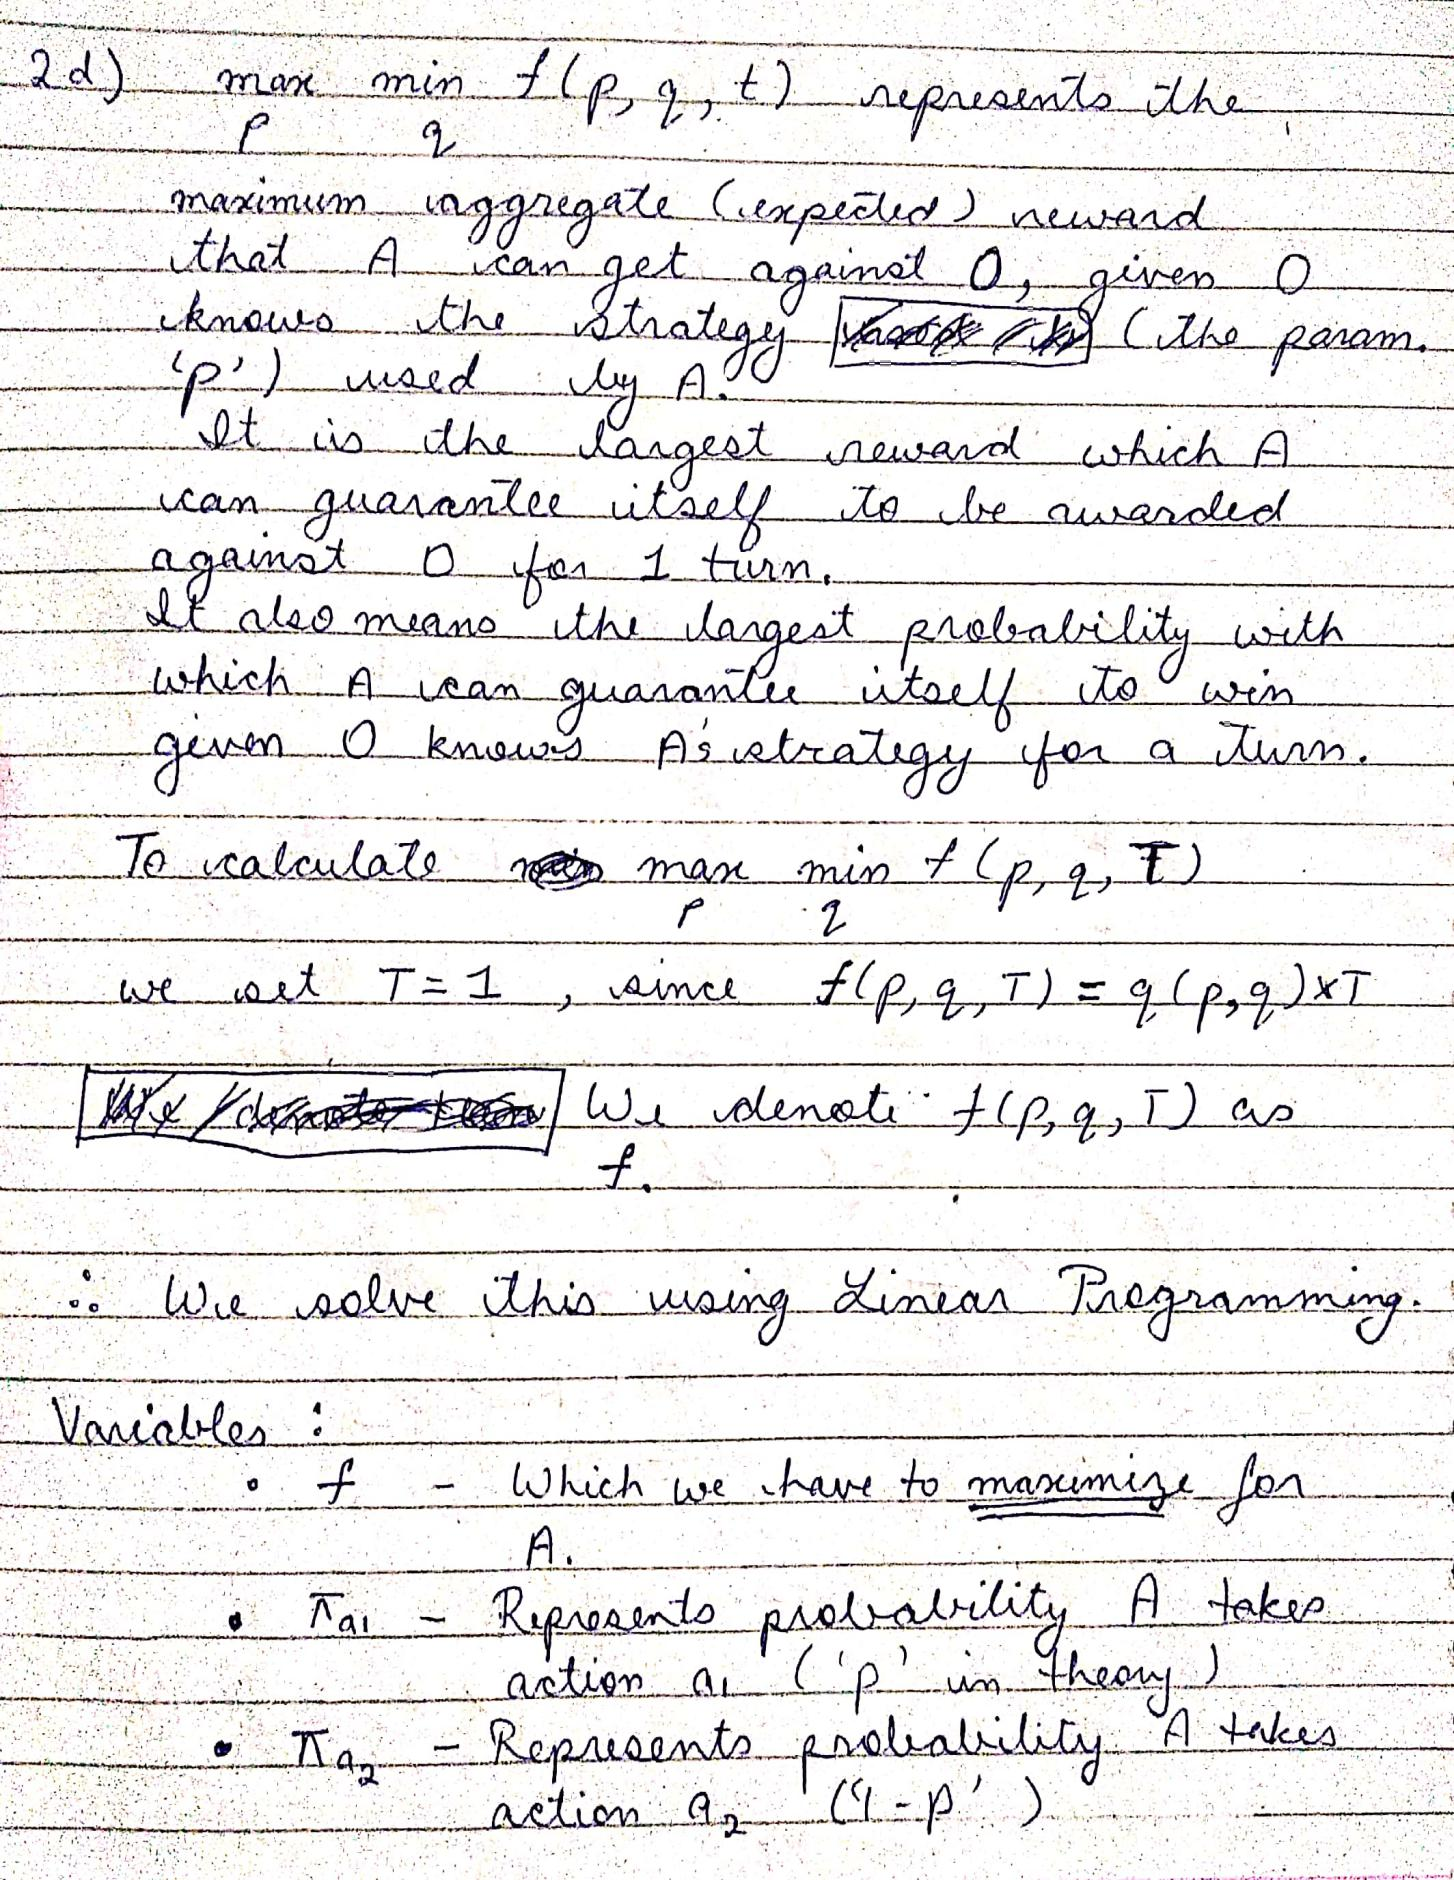 2d) max min f(p, q, t) represents the
p q
maximum aggregate (expected) reward
that A can get against O, given O
knows the strategy (the param.
'p') used by A.
It is the largest reward which A
can guarantee itself to be awarded
against O for 1 turn.
It also means the largest probability with
which A can guarantee itself to win
given O knows A's strategy for a turn.
To calculate max min f(p, q, T)
p q
we set T = 1 , since f(p, q, T) = q(p, q)xT
We denote f(p, q, T) as
f.
∴ We solve this using Linear Programming.
Variables :
• f - Which we have to maximize for
A.
• πa1 - Represents probability A takes
action a1 ('p' in theory)
• πa2 - Represents probability A takes
action a2 ('1-p')